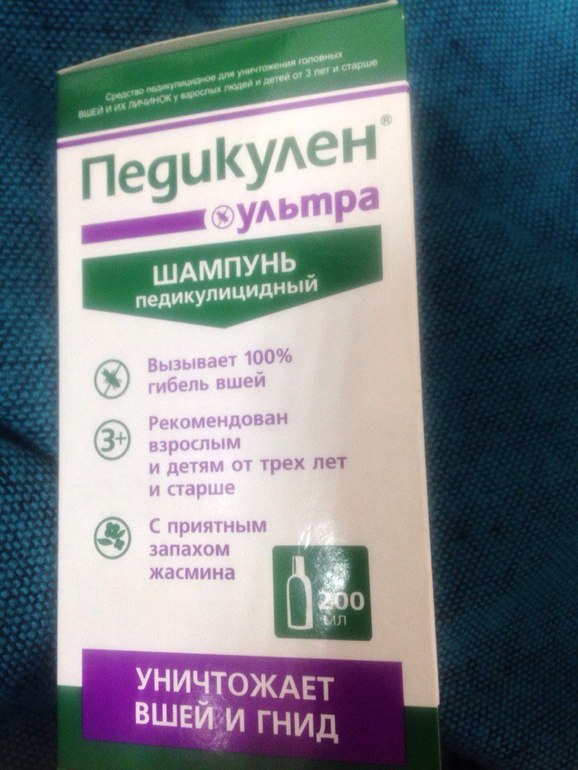 Средство педикулицидное для уничтожения головных
ВШЕЙ И ИХ ЛИЧИНОК у взрослых людей и детей от 3 лет и старше
Педикулен®
ультра
ШАМПУНЬ
педикулицидный
Вызывает 100%
гибель вшей
3+
Рекомендован
взрослым
и детям от трех лет
и старше
С приятным
запахом
жасмина
200
мл
УНИЧТОЖАЕТ
ВШЕЙ И ГНИД